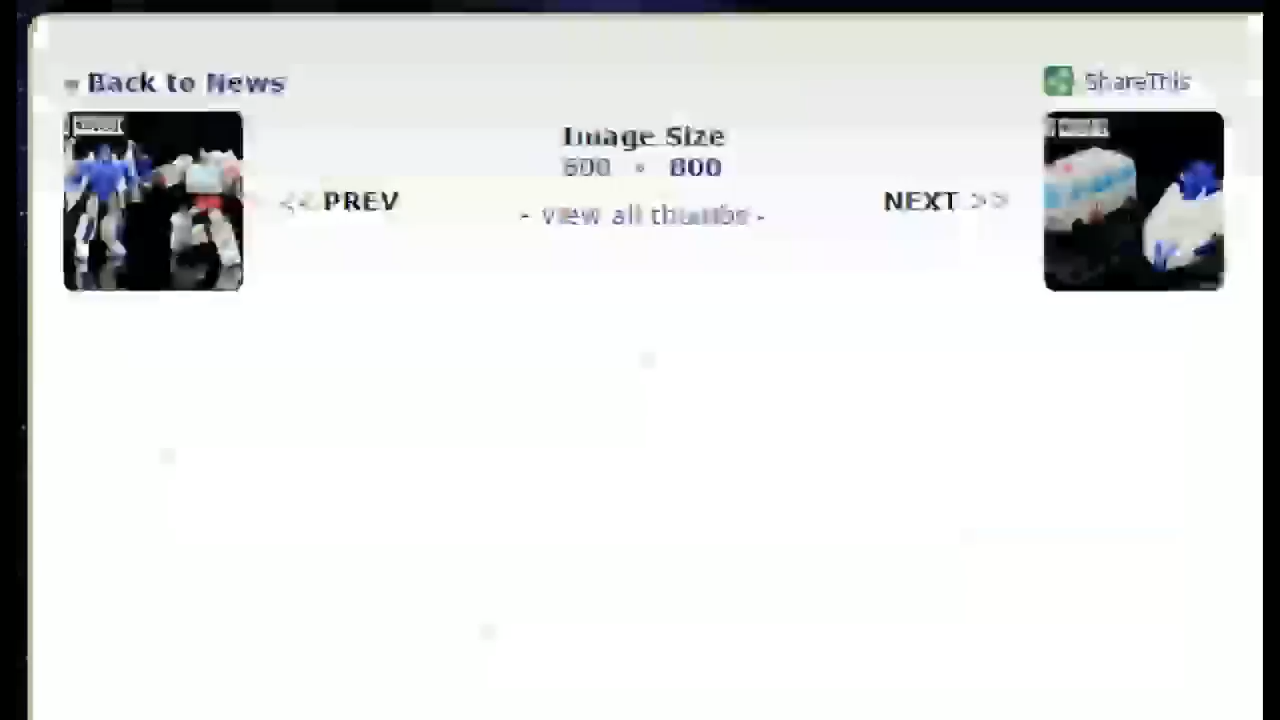 Back to News
ShareThis
Image Size
600 • 800
<< PREV
- view all thumbs -
NEXT >>